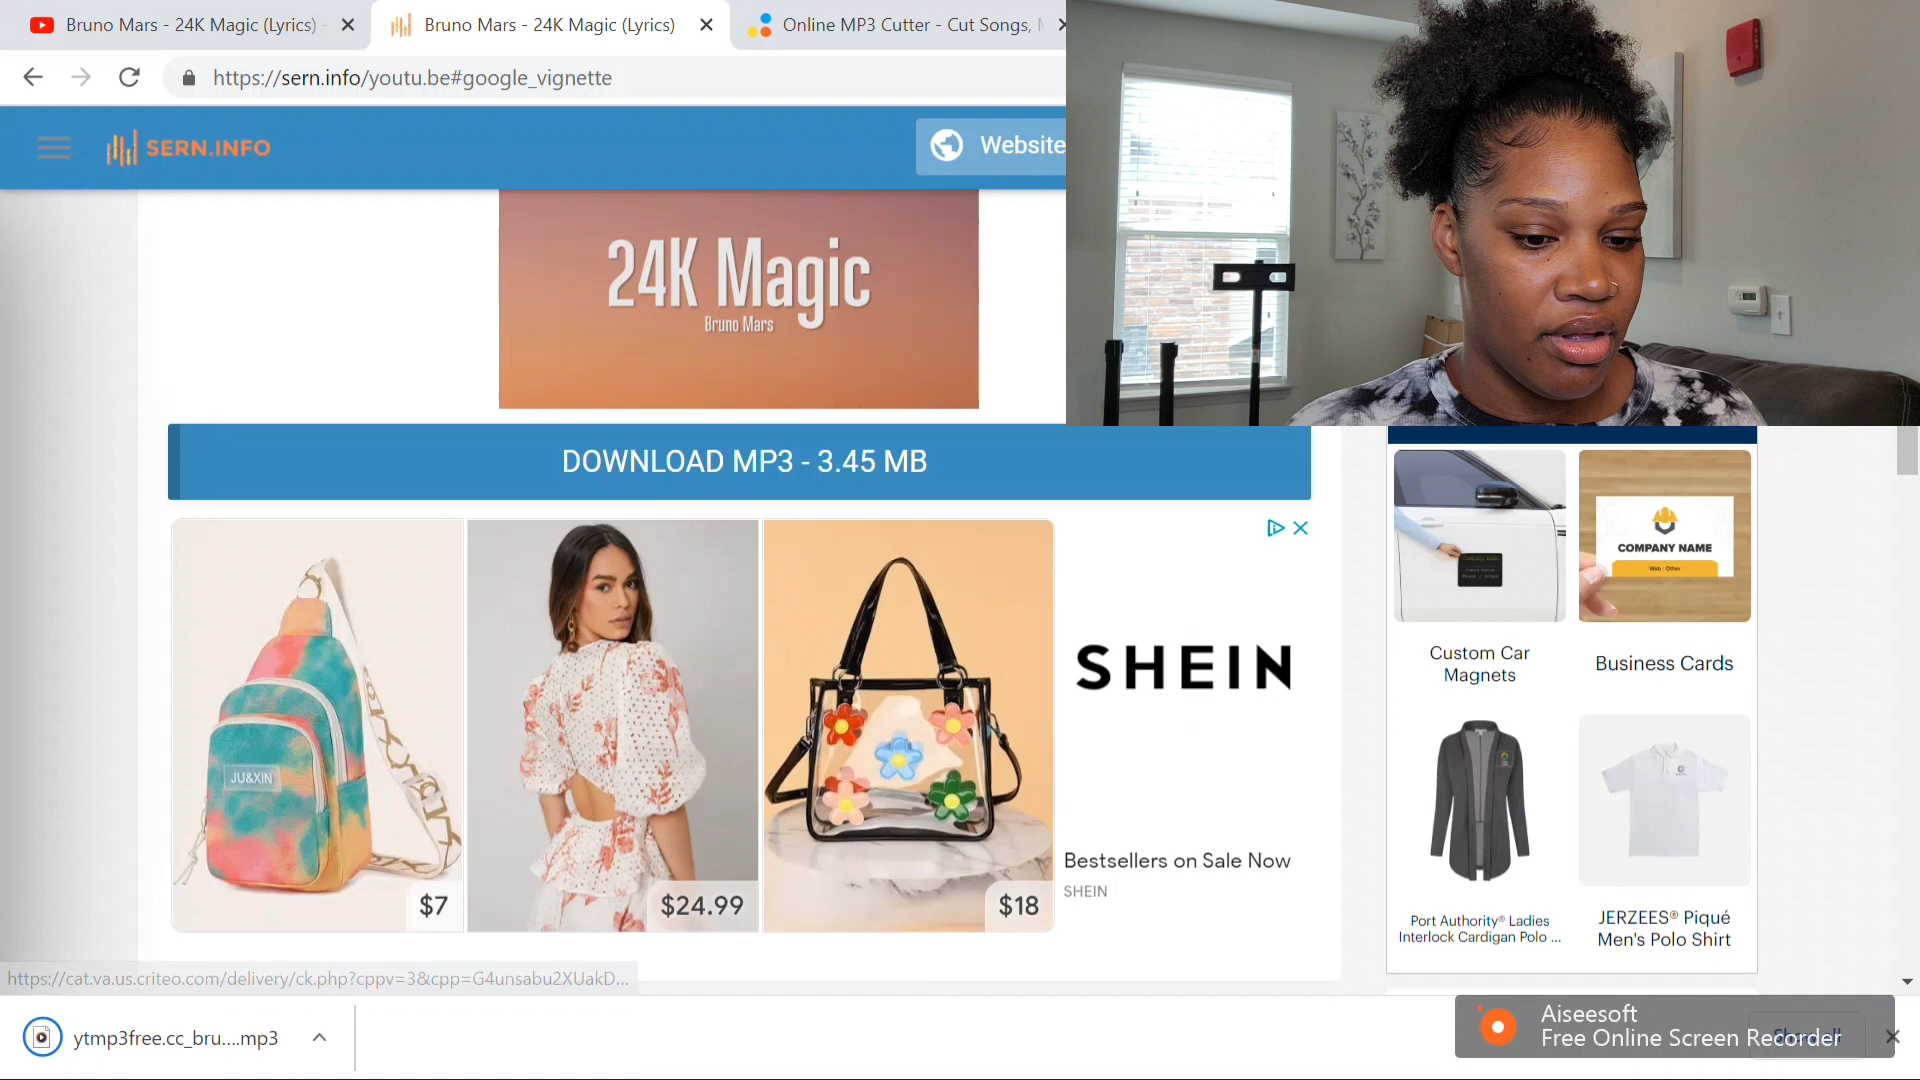 Bruno Mars - 24K Magic (Lyrics) -
Bruno Mars - 24K Magic (Lyrics)
Online MP3 Cutter - Cut Songs,
https://sern.info/youtu.be#google_vignette
SERN.INFO
Website
24K Magic
Bruno Mars
DOWNLOAD MP3 - 3.45 MB
JU&XIN
$7
$24.99
$18
SHEIN
Bestsellers on Sale Now
SHEIN
COMPANY NAME
Web / Other
Custom Car
Magnets
Business Cards
Port Authority® Ladies
Interlock Cardigan Polo ...
JERZEES® Piqué
Men's Polo Shirt
https://cat.va.us.criteo.com/delivery/ck.php?cppv=3&cpp=G4unsabu2XUakD...
ytmp3free.cc_bru....mp3
Aiseesoft
Free Online Screen Recorder